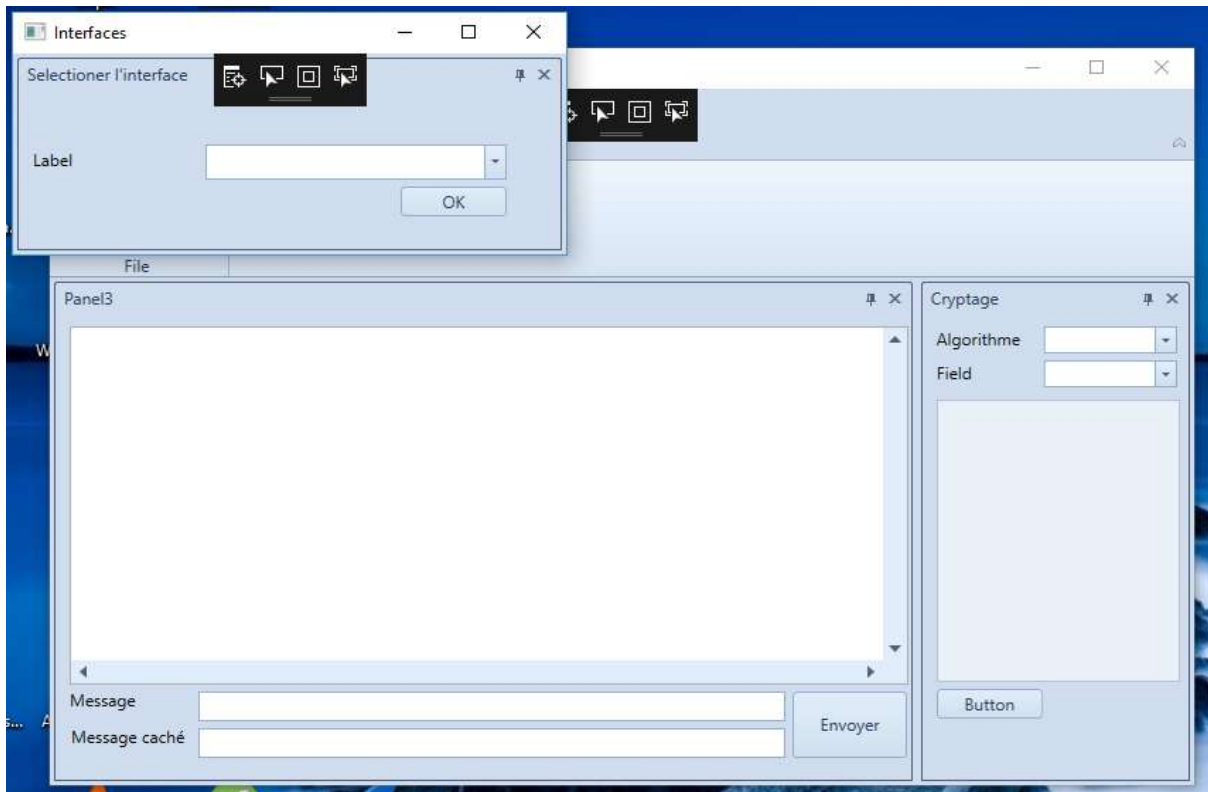 Interfaces
Selectioner l'interface
Label
OK
File
Panel3
Message
Message caché
Envoyer
Cryptage
Algorithme
Field
Button